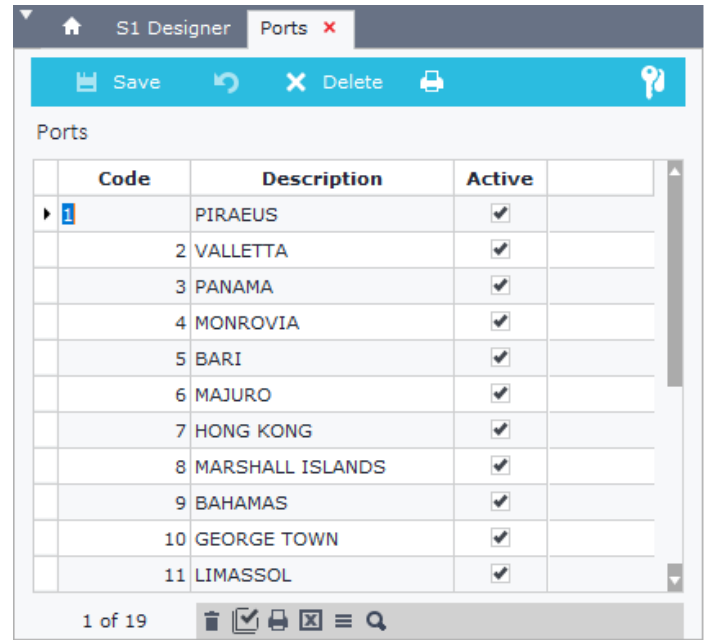 S1 Designer Ports
Save Delete
Ports
Code Description Active
1 PIRAEUS
2 VALLETTA
3 PANAMA
4 MONROVIA
5 BARI
6 MAJURO
7 HONG KONG
8 MARSHALL ISLANDS
9 BAHAMAS
10 GEORGE TOWN
11 LIMASSOL
1 of 19